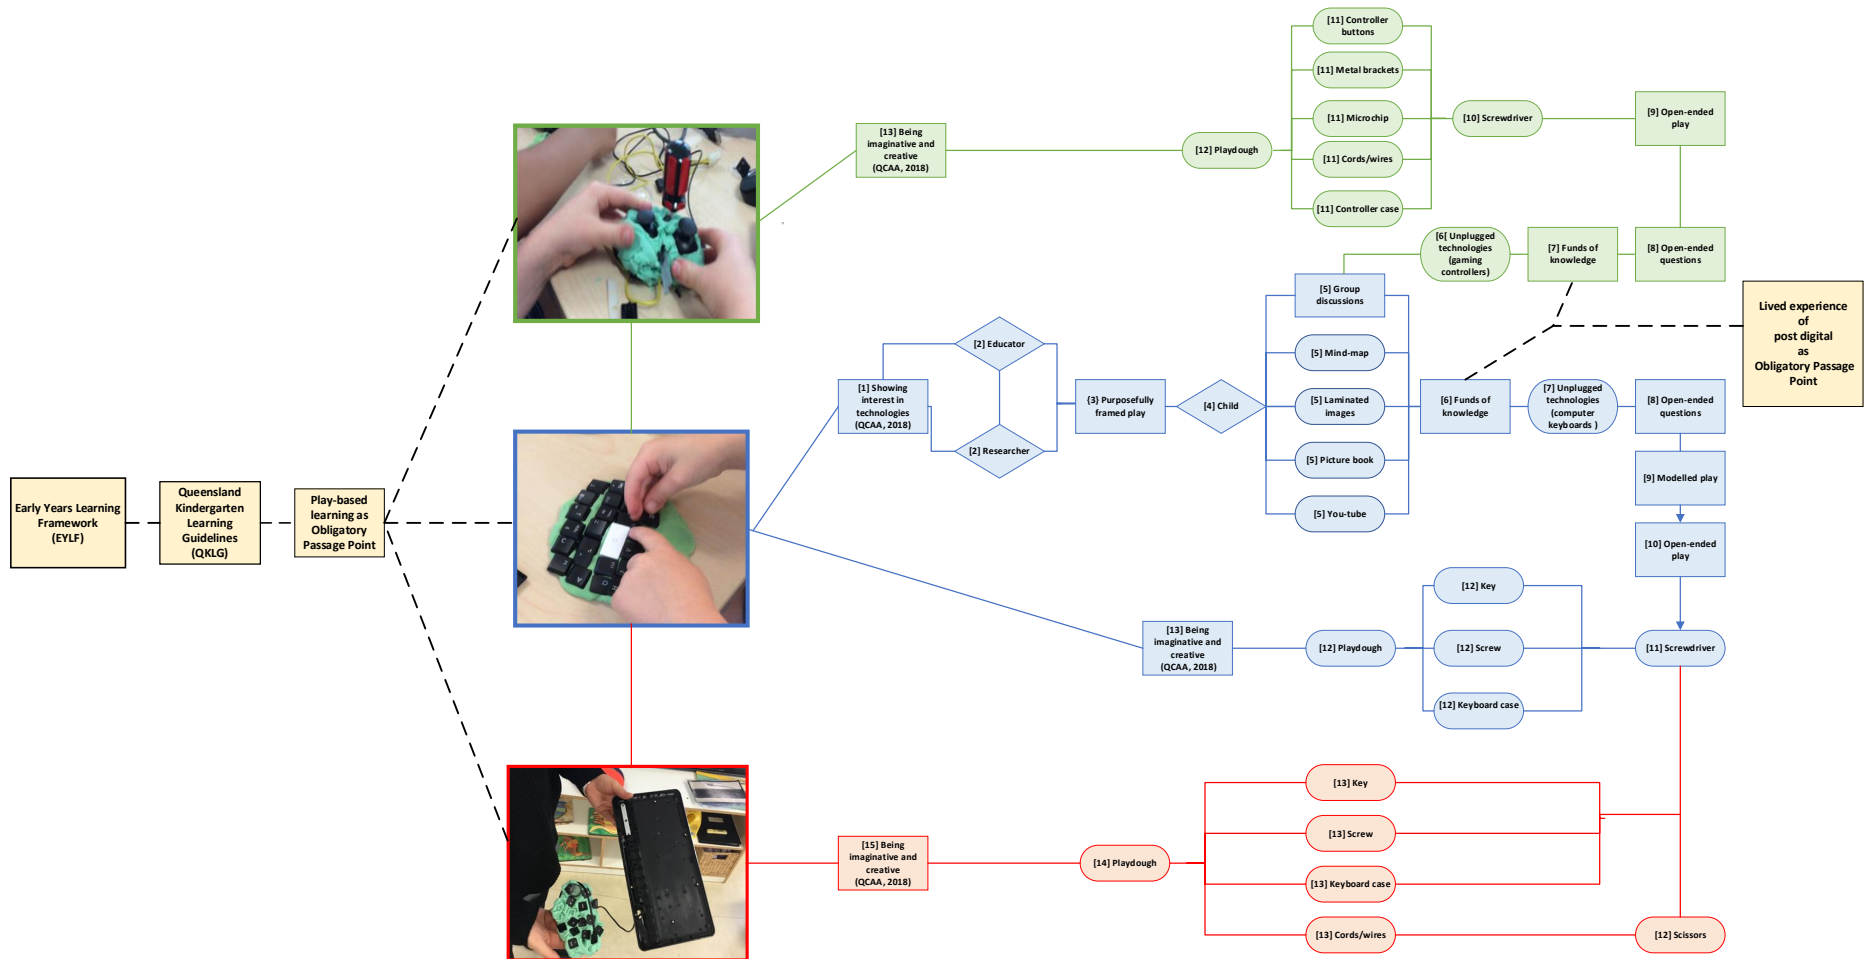 [11] Controller
buttons
[11] Metal brackets
[11] Microchip
[11] Cords/wires
[11] Controller case
[10] Screwdriver
[9] Open-ended
play
[13] Being
imaginative and
creative
(QCAA, 2018)
[12] Playdough
[6[ Unplugged
technologies
(gaming
controllers)
[7] Funds of
knowledge
[8] Open-ended
questions
Lived experience
of
post digital
as
Obligatory Passage
Point
[5] Group
discussions
[5] Mind-map
[5] Laminated
images
[5] Picture book
[5] You-tube
[2] Educator
[2] Researcher
[1] Showing
interest in
technologies
(QCAA, 2018)
{3} Purposefully
framed play
[4] Child
[6] Funds of
knowledge
[7] Unplugged
technologies
(computer
keyboards )
[8] Open-ended
questions
[9] Modelled play
[10] Open-ended
play
Early Years Learning
Framework
(EYLF)
Queensland
Kindergarten
Learning
Guidelines
(QKLG)
Play-based
learning as
Obligatory
Passage Point
[12] Key
[12] Screw
[12] Keyboard case
[13] Being
imaginative and
creative
(QCAA, 2018)
[12] Playdough
[11] Screwdriver
[13] Key
[13] Screw
[13] Keyboard case
[13] Cords/wires
[15] Being
imaginative and
creative
(QCAA, 2018)
[14] Playdough
[12] Scissors